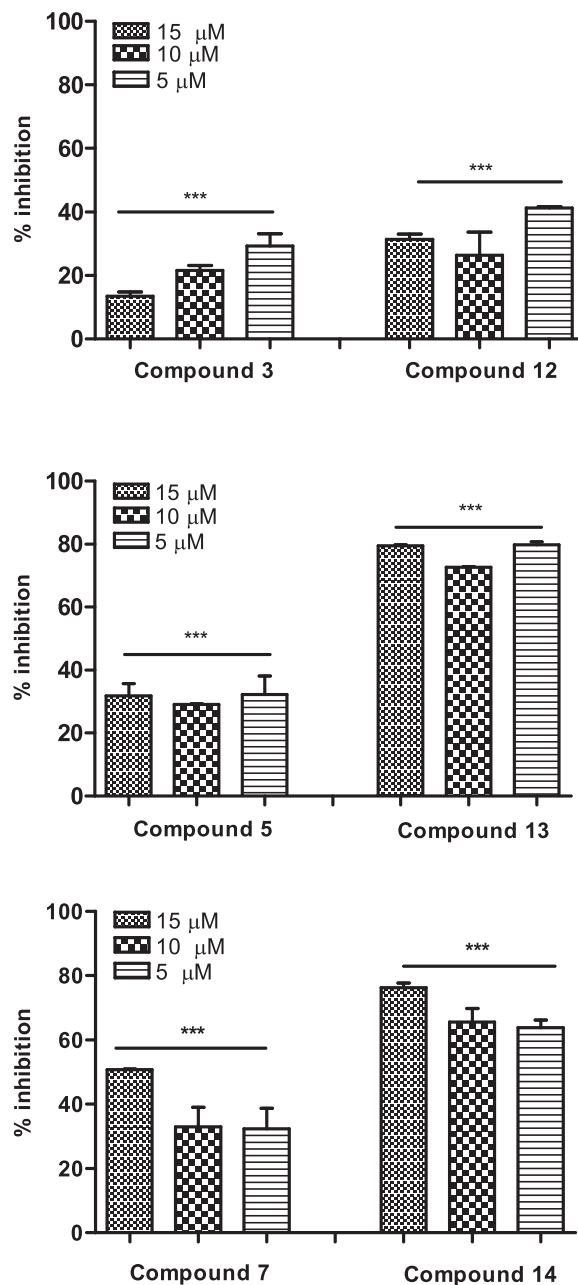 100
80
60
40
20
0
% inhibition
15 μM
10 μM
5 μM
***
***
Compound 3
Compound 12
100
80
60
40
20
0
% inhibition
15 μM
10 μM
5 μM
***
***
Compound 5
Compound 13
100
80
60
40
20
0
% inhibition
15 μM
10 μM
5 μM
***
***
Compound 7
Compound 14